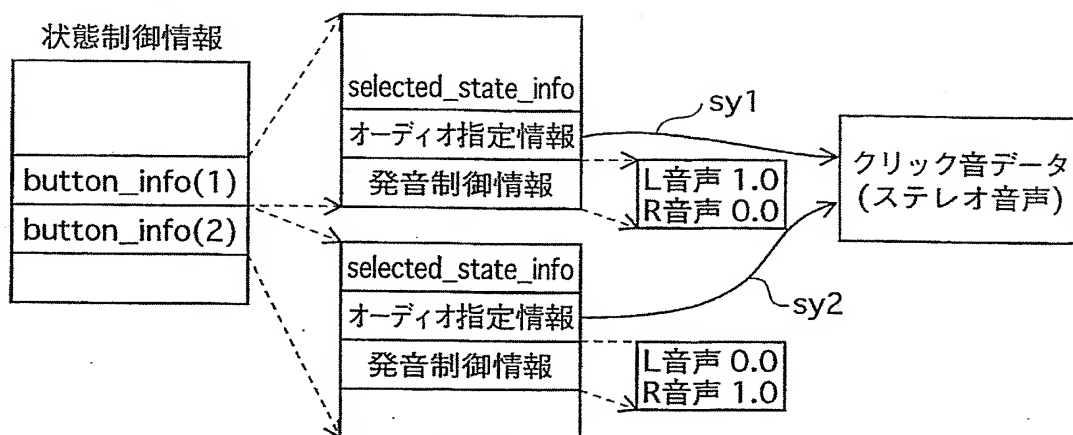 状態制御情報
button_info(1)
button_info(2)
selected_state_info
オーディオ指定情報
発音制御情報
L音声 1.0
R音声 0.0
sy1
クリック音データ
(ステレオ音声)
selected_state_info
オーディオ指定情報
発音制御情報
L音声 0.0
R音声 1.0
sy2